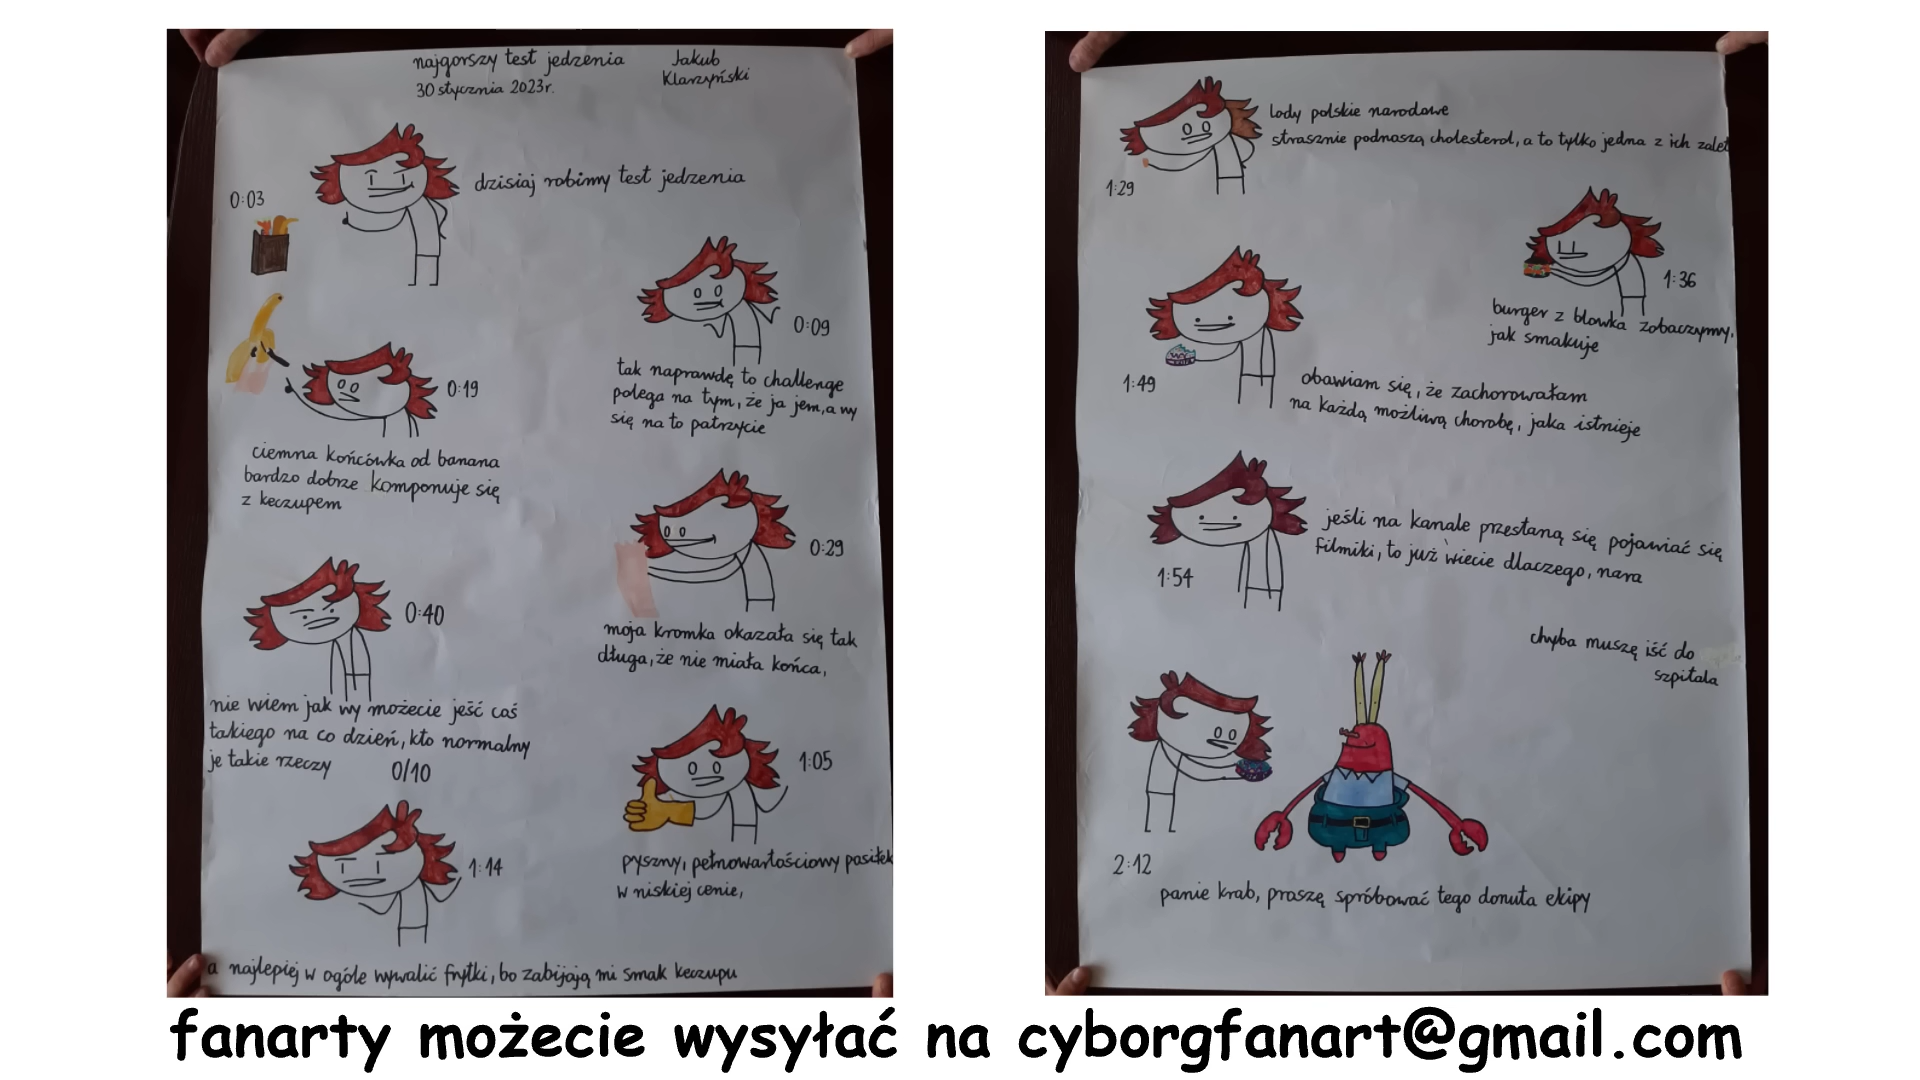 najgorszy test jedzenia
30 stycznia 2023r.
Jakub
Klarzyński
0:03
dzisiaj robimy test jedzenia
0:09
tak naprawdę to challenge
polega na tym, że ja jem, a wy
się na to patrzycie
0:19
ciemna końcówka od banana
bardzo dobrze komponuje się
z keczupem
0:29
moja kromka okazała się tak
długa, że nie miała końca,
0:40
nie wiem jak wy możecie jeść coś
takiego na co dzień, kto normalny
je takie rzeczy
0/10
1:05
pyszny, pełnowartościowy posiłek
w niskiej cenie,
1:14
a najlepiej w ogóle wywalić frytki, bo zabijają mi smak keczupu
lody polskie narodowe
strasznie podnaszą cholesterol, a to tylko jedna z ich zalet
1:29
1:36
burger z blowka zobaczymy,
jak smakuje
1:49
obawiam się, że zachorowałam
na każdą możliwą chorobę, jaka istnieje
1:54
jeśli na kanale przestaną się pojawiać się
filmiki, to już wiecie dlaczego, nara
chyba muszę iść do
szpitala
2:12
panie krab, proszę spróbować tego donuta ekipy
fanarty możecie wysyłać na cyborgfanart@gmail.com